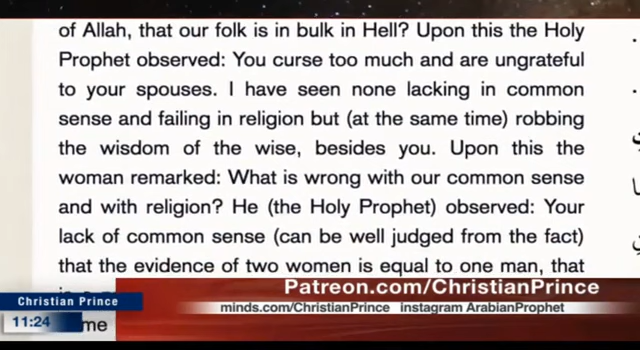 of Allah, that our folk is in bulk in Hell? Upon this the Holy
Prophet observed: You curse too much and are ungrateful
to your spouses. I have seen none lacking in common
sense and failing in religion but (at the same time) robbing
the wisdom of the wise, besides you. Upon this the
woman remarked: What is wrong with our common sense
and with religion? He (the Holy Prophet) observed: Your
lack of common sense (can be well judged from the fact)
that the evidence of two women is equal to one man, that
Patreon.com/ChristianPrince
Christian Prince
minds.com/ChristianPrince instagram ArabianProphet
11:24
me